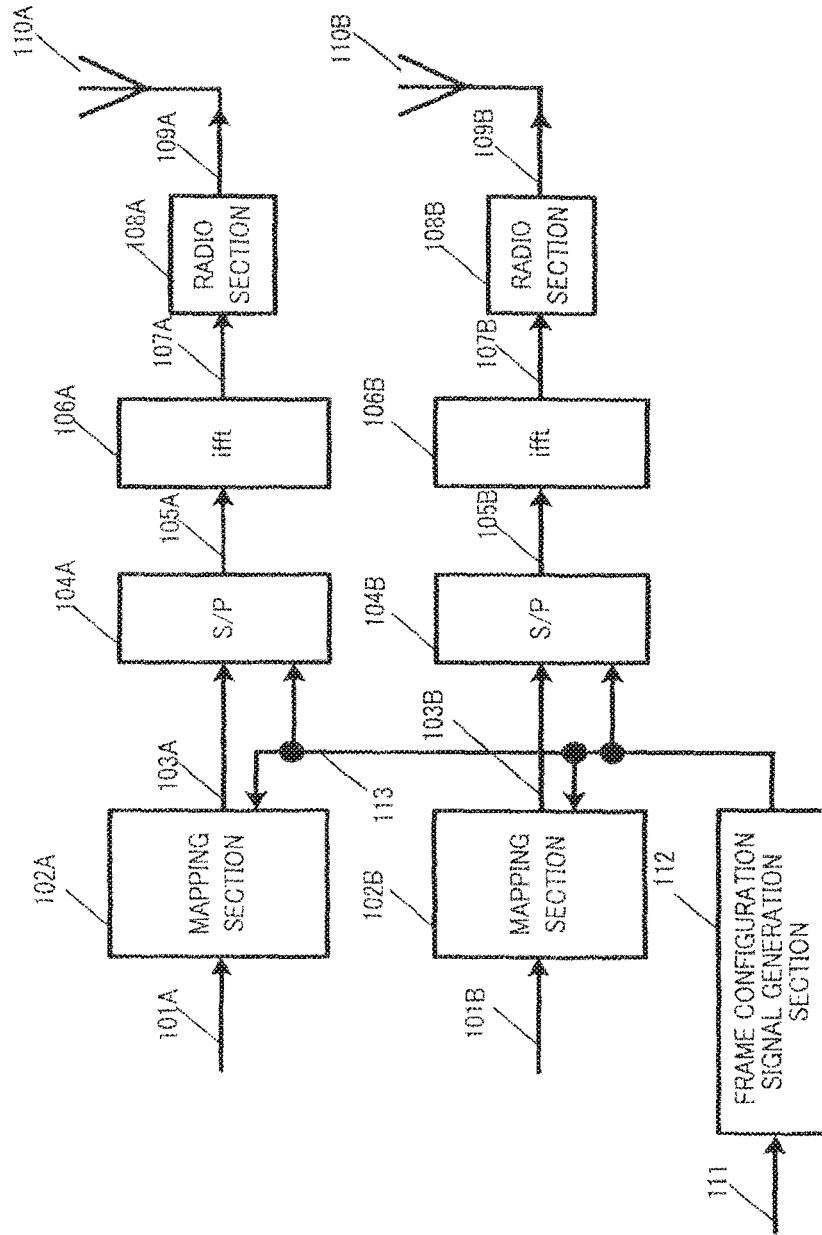 101A
102A
MAPPING
SECTION
103A
104A
S/P
105A
106A
ifft
107A
108A
RADIO
SECTION
109A
110A
113
101B
102B
MAPPING
SECTION
103B
104B
S/P
105B
106B
ifft
107B
108B
RADIO
SECTION
109B
110B
111
112
FRAME CONFIGURATION
SIGNAL GENERATION
SECTION